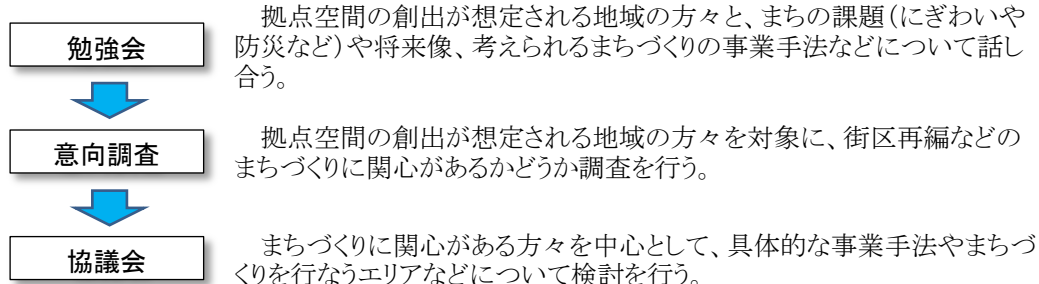 勉強会
拠点空間の創出が想定される地域の方々と、まちの課題(にぎわいや
防災など)や将来像、考えられるまちづくりの事業手法などについて話し
合う。
意向調査
拠点空間の創出が想定される地域の方々を対象に、街区再編などの
まちづくりに関心があるかどうか調査を行う。
協議会
まちづくりに関心がある方々を中心として、具体的な事業手法やまちづ
くりを行なうエリアなどについて検討を行う。